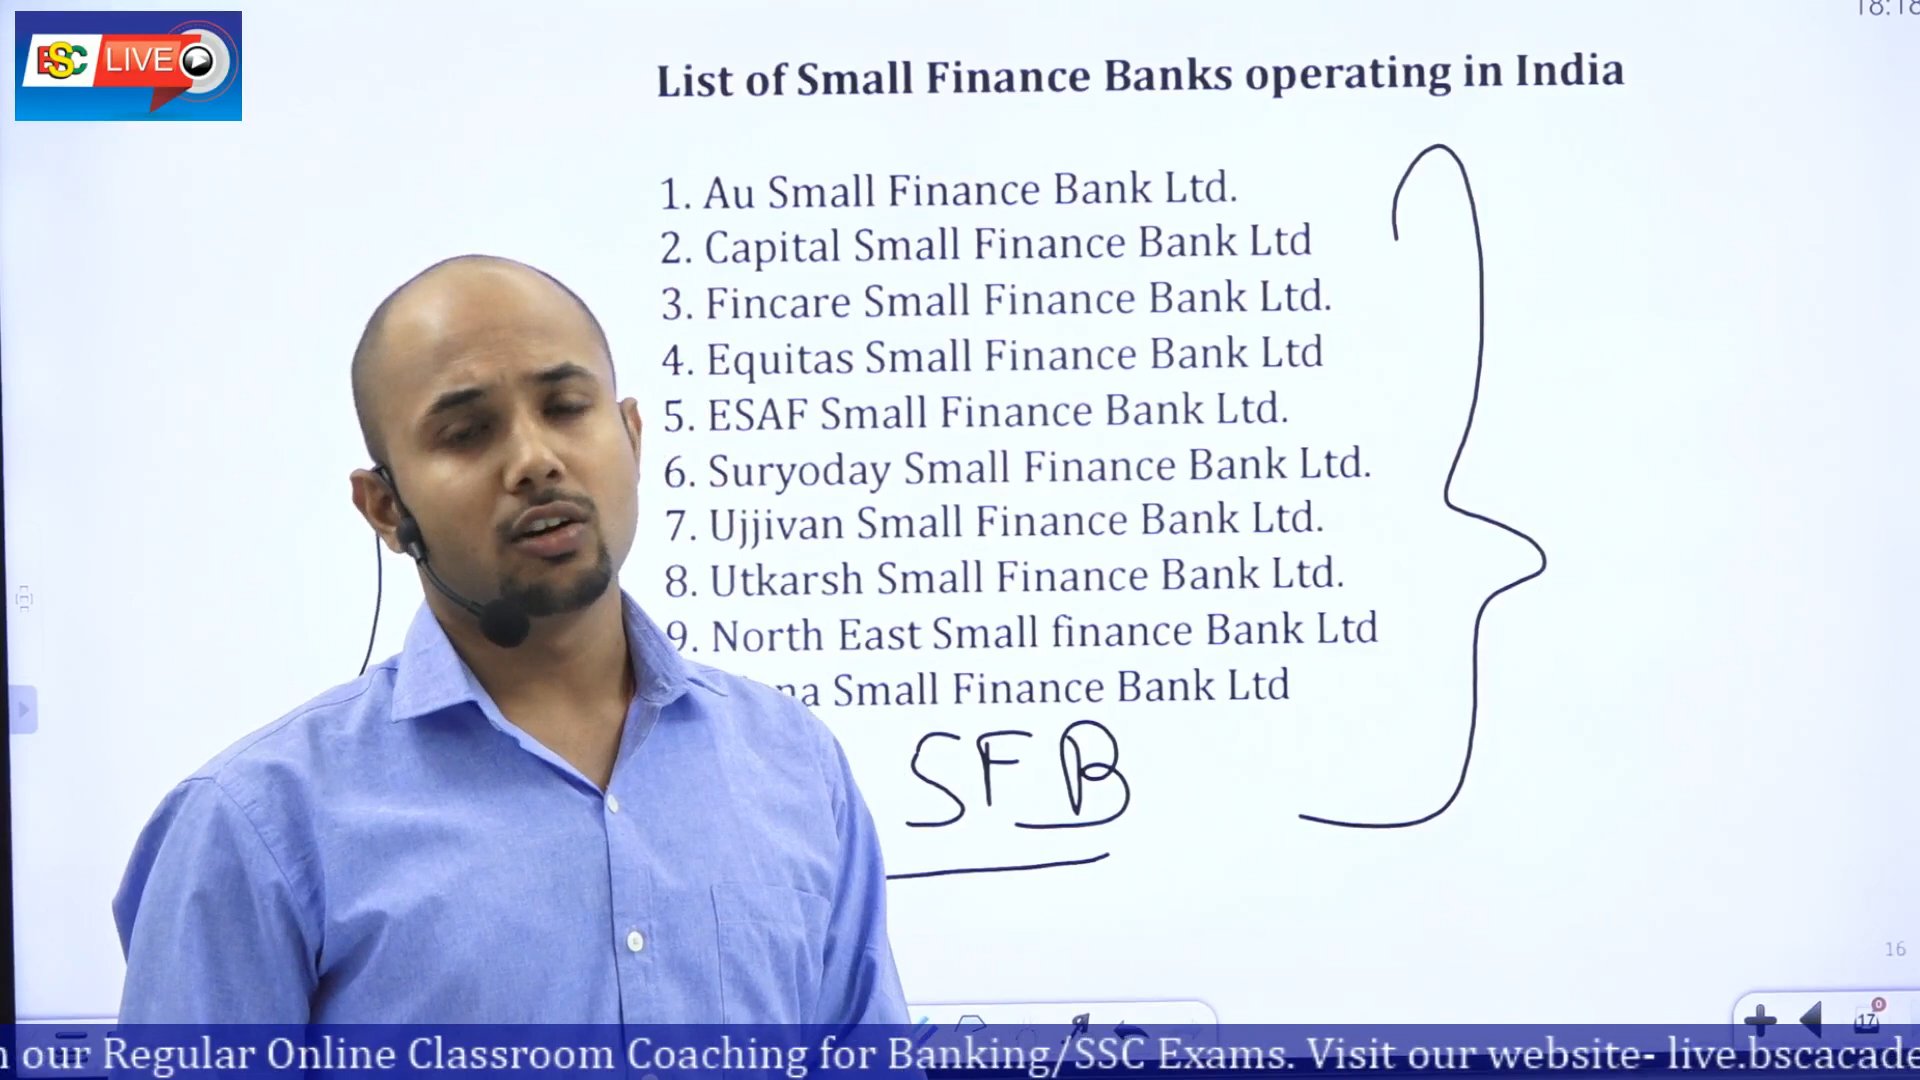 BSC LIVE
18:18
List of Small Finance Banks operating in India
1. Au Small Finance Bank Ltd.
2. Capital Small Finance Bank Ltd
3. Fincare Small Finance Bank Ltd.
4. Equitas Small Finance Bank Ltd
5. ESAF Small Finance Bank Ltd.
6. Suryoday Small Finance Bank Ltd.
7. Ujjivan Small Finance Bank Ltd.
8. Utkarsh Small Finance Bank Ltd.
9. North East Small finance Bank Ltd
na Small Finance Bank Ltd
SFB
16
17
0
our Regular Online Classroom Coaching for Banking/SSC Exams. Visit our website- live.bscacade